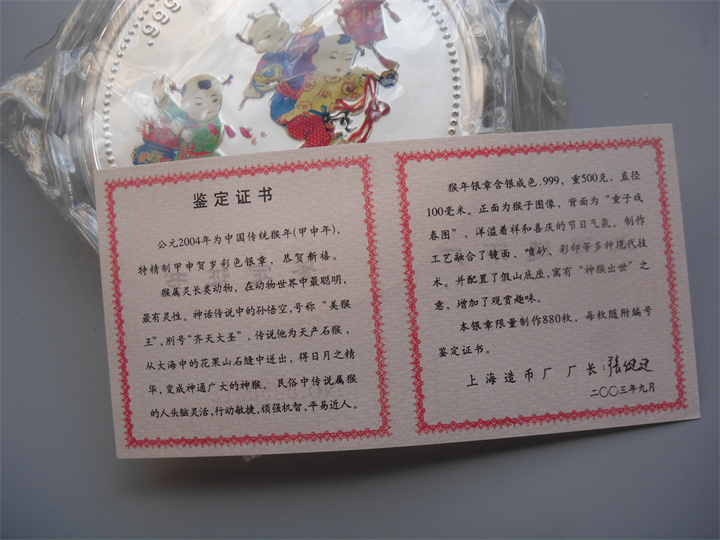 .999
鉴定证书
公元2004年为中国传统猴年(甲申年),
特精制甲申贺岁彩色银章，恭贺新禧。
猴属灵长类动物，在动物世界中最聪明，
最有灵性。神话传说中的孙悟空，号称“美猴
王”,别号“齐天大圣”，传说他为天产石猴，
从大海中的花果山石缝中迸出，得日月之精
华，变成神通广大的神猴。民俗中传说属猴
的人头脑灵活,行动敏捷,顽强机智,平易近人。
猴年银章含银成色.999，重500克，直径
100毫米。正面为猴子图像，背面为“童子戏
春图”，洋溢着祥和喜庆的节日气氛。制作
工艺融合了镜面、喷砂、彩印等多种现代技
术。并配置了假山底座,寓有“神猴出世”之
意，增加了观赏趣味。
本银章限量制作880枚，每枚随附编号
鉴定证书。
上海造币厂 厂长:
二〇〇三年九月